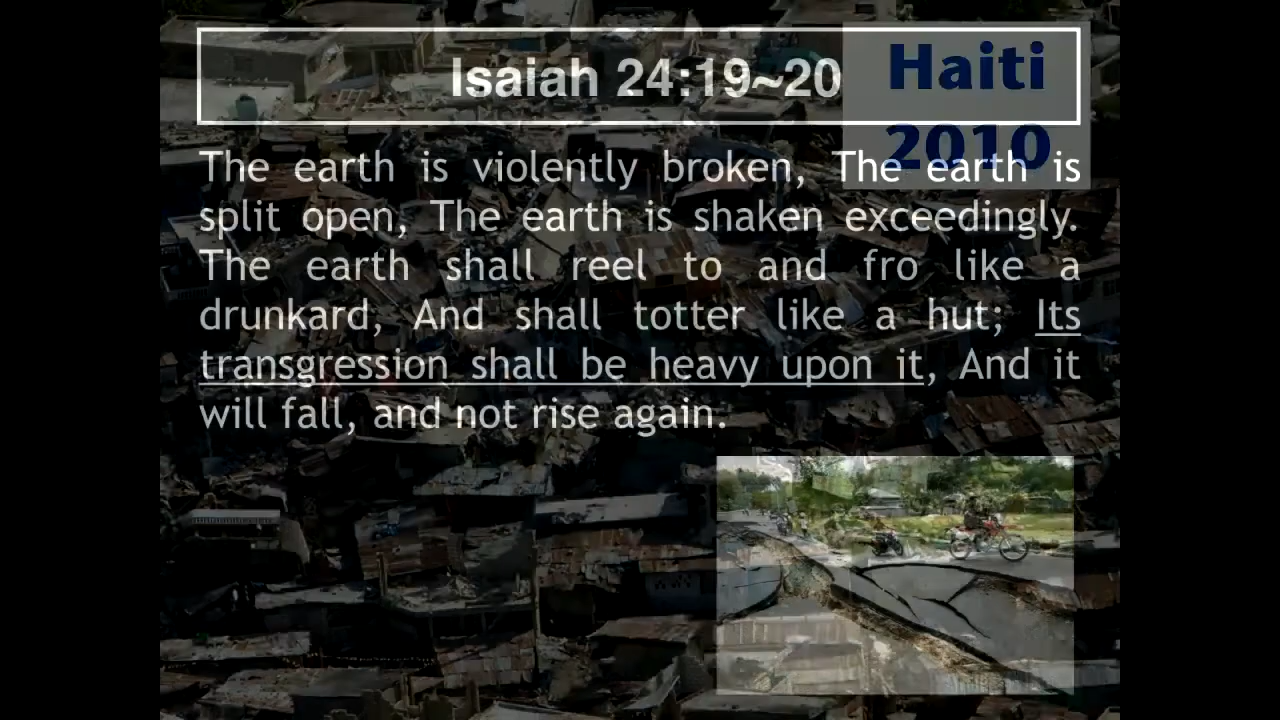 Isaiah 24:19~20
Haiti
2010
The earth is violently broken, The earth is
split open, The earth is shaken exceedingly.
The earth shall reel to and fro like a
drunkard, And shall totter like a hut; Its
transgression shall be heavy upon it, And it
will fall, and not rise again.